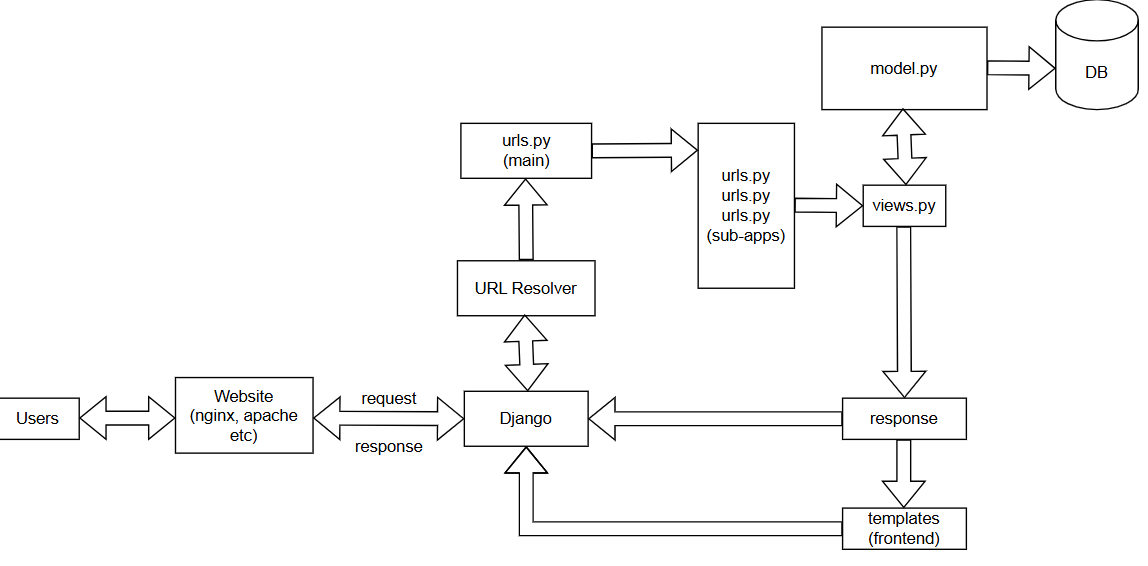 model.py
DB
urls.py
(main)
urls.py
urls.py
urls.py
(sub-apps)
views.py
URL Resolver
Users
Website
(nginx, apache
etc)
request
response
Django
response
templates
(frontend)